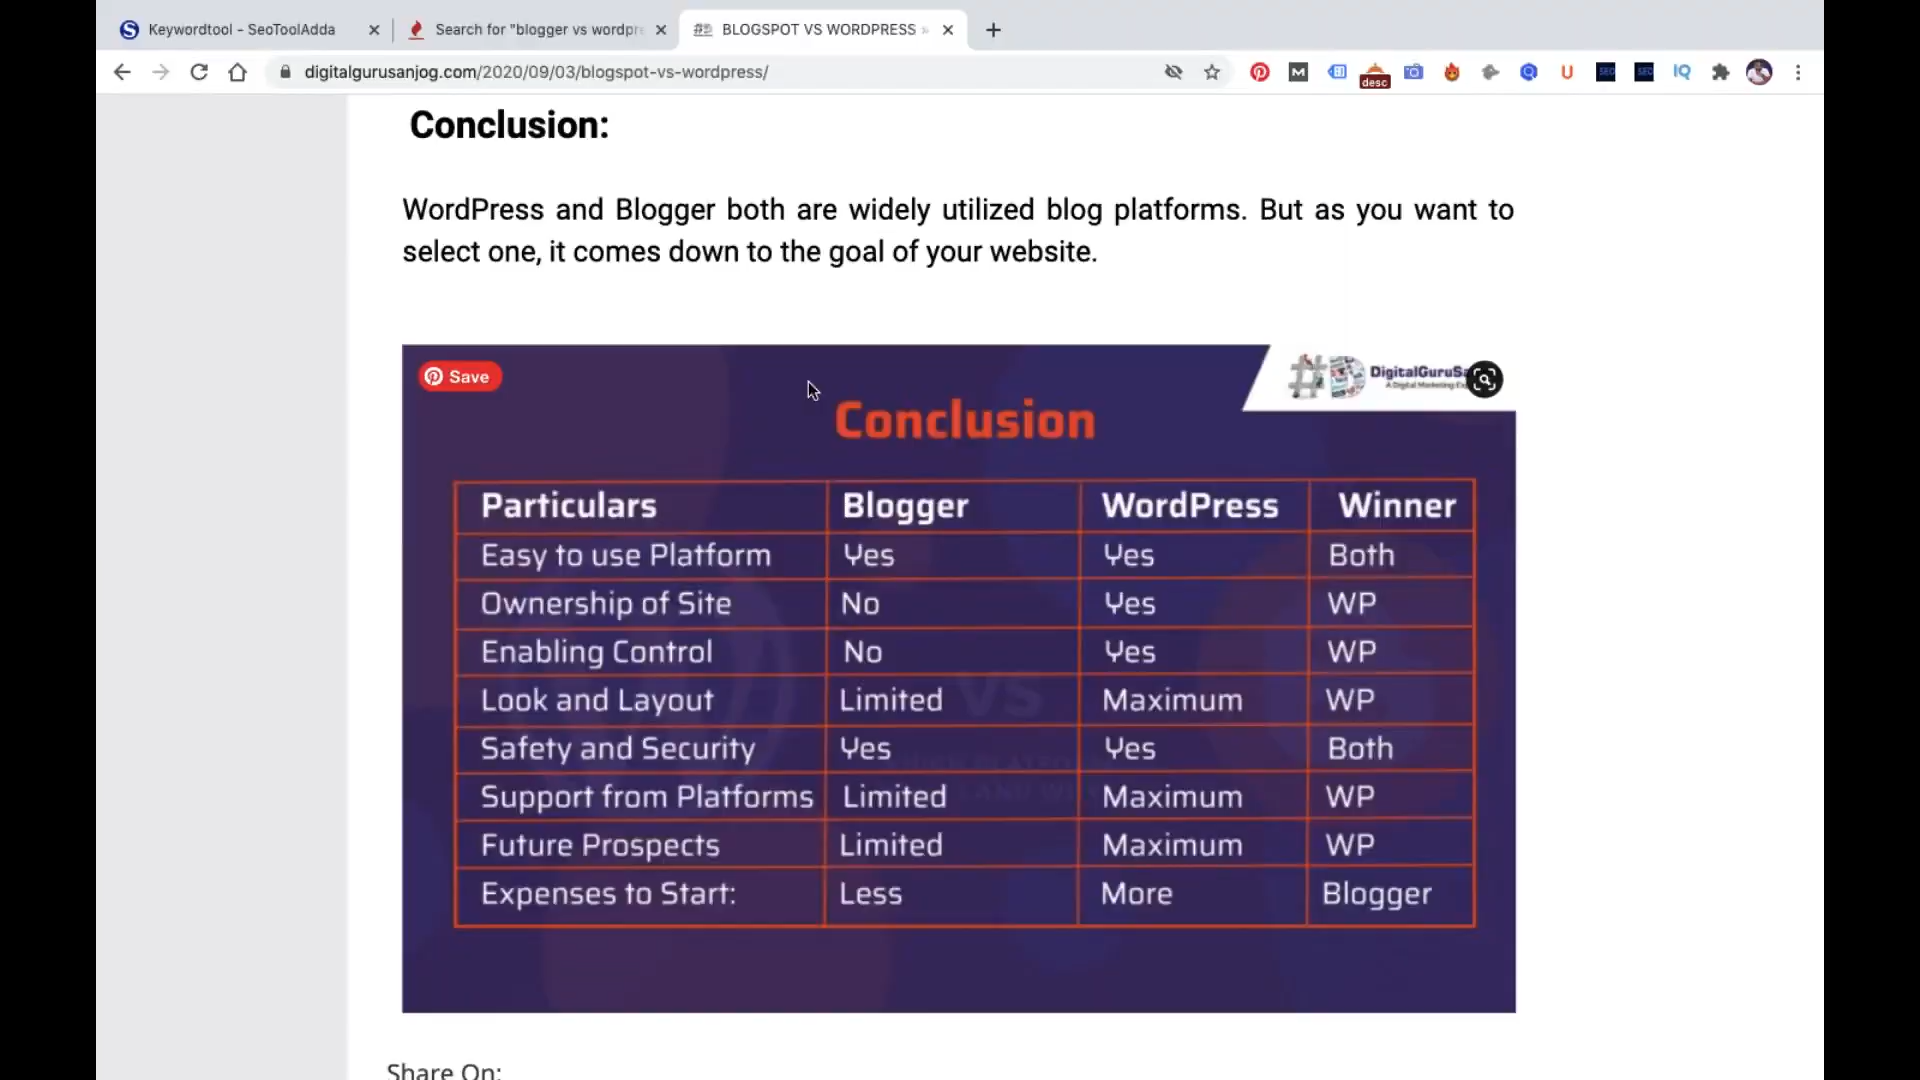 Keywordtool - SeoToolAdda
Search for "blogger vs wordpr
BLOGSPOT VS WORDPRESS »
digitalgurusanjog.com/2020/09/03/blogspot-vs-wordpress/
desc
Conclusion:
WordPress and Blogger both are widely utilized blog platforms. But as you want to
select one, it comes down to the goal of your website.
Save
DigitalGuruSa
A Digital Marketing
Conclusion
Particulars Blogger WordPress Winner
Easy to use Platform Yes Yes Both
Ownership of Site No Yes WP
Enabling Control No Yes WP
Look and Layout Limited Maximum WP
Safety and Security Yes Yes Both
Support from Platforms Limited Maximum WP
Future Prospects Limited Maximum WP
Expenses to Start: Less More Blogger
VS
Share On: